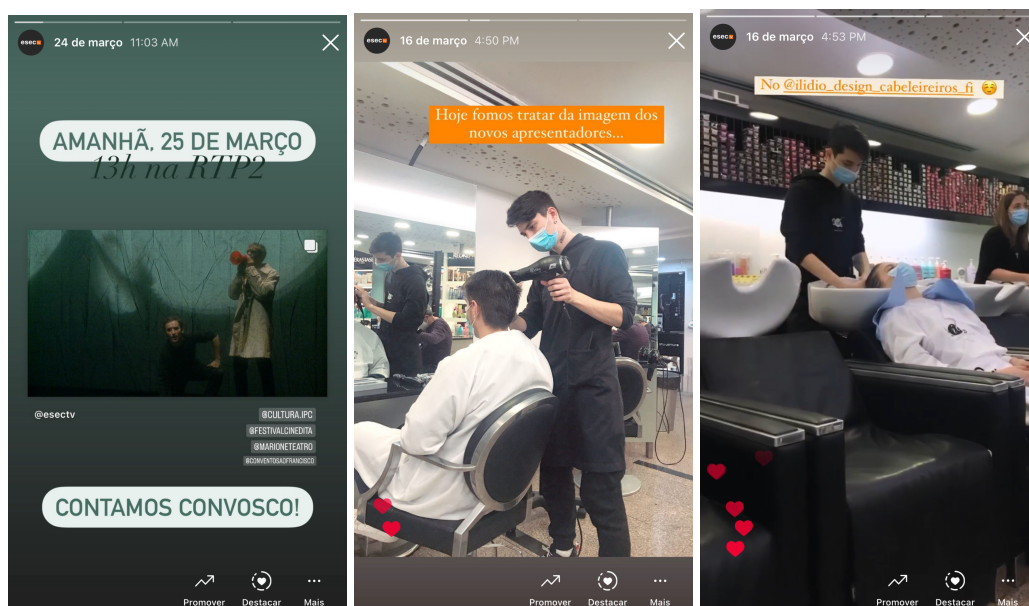 esec
24 de março 11:03 AM
AMANHÃ, 25 DE MARÇO
13h na RTP2
@esectv
@CULTURA.IPC
@FESTIVALCINEDITA
@MARIONETEATRO
@CONVENTOSAOFRANCISCO
CONTAMOS CONVOSCO!
Promover Destacar Mais
esec
16 de março 4:50 PM
Hoje fomos tratar da imagem dos
novos apresentadores...
Promover Destacar Mais
esec
16 de março 4:53 PM
No @ilidio_design_cabeleireiros_fi
Promover Destacar Mais